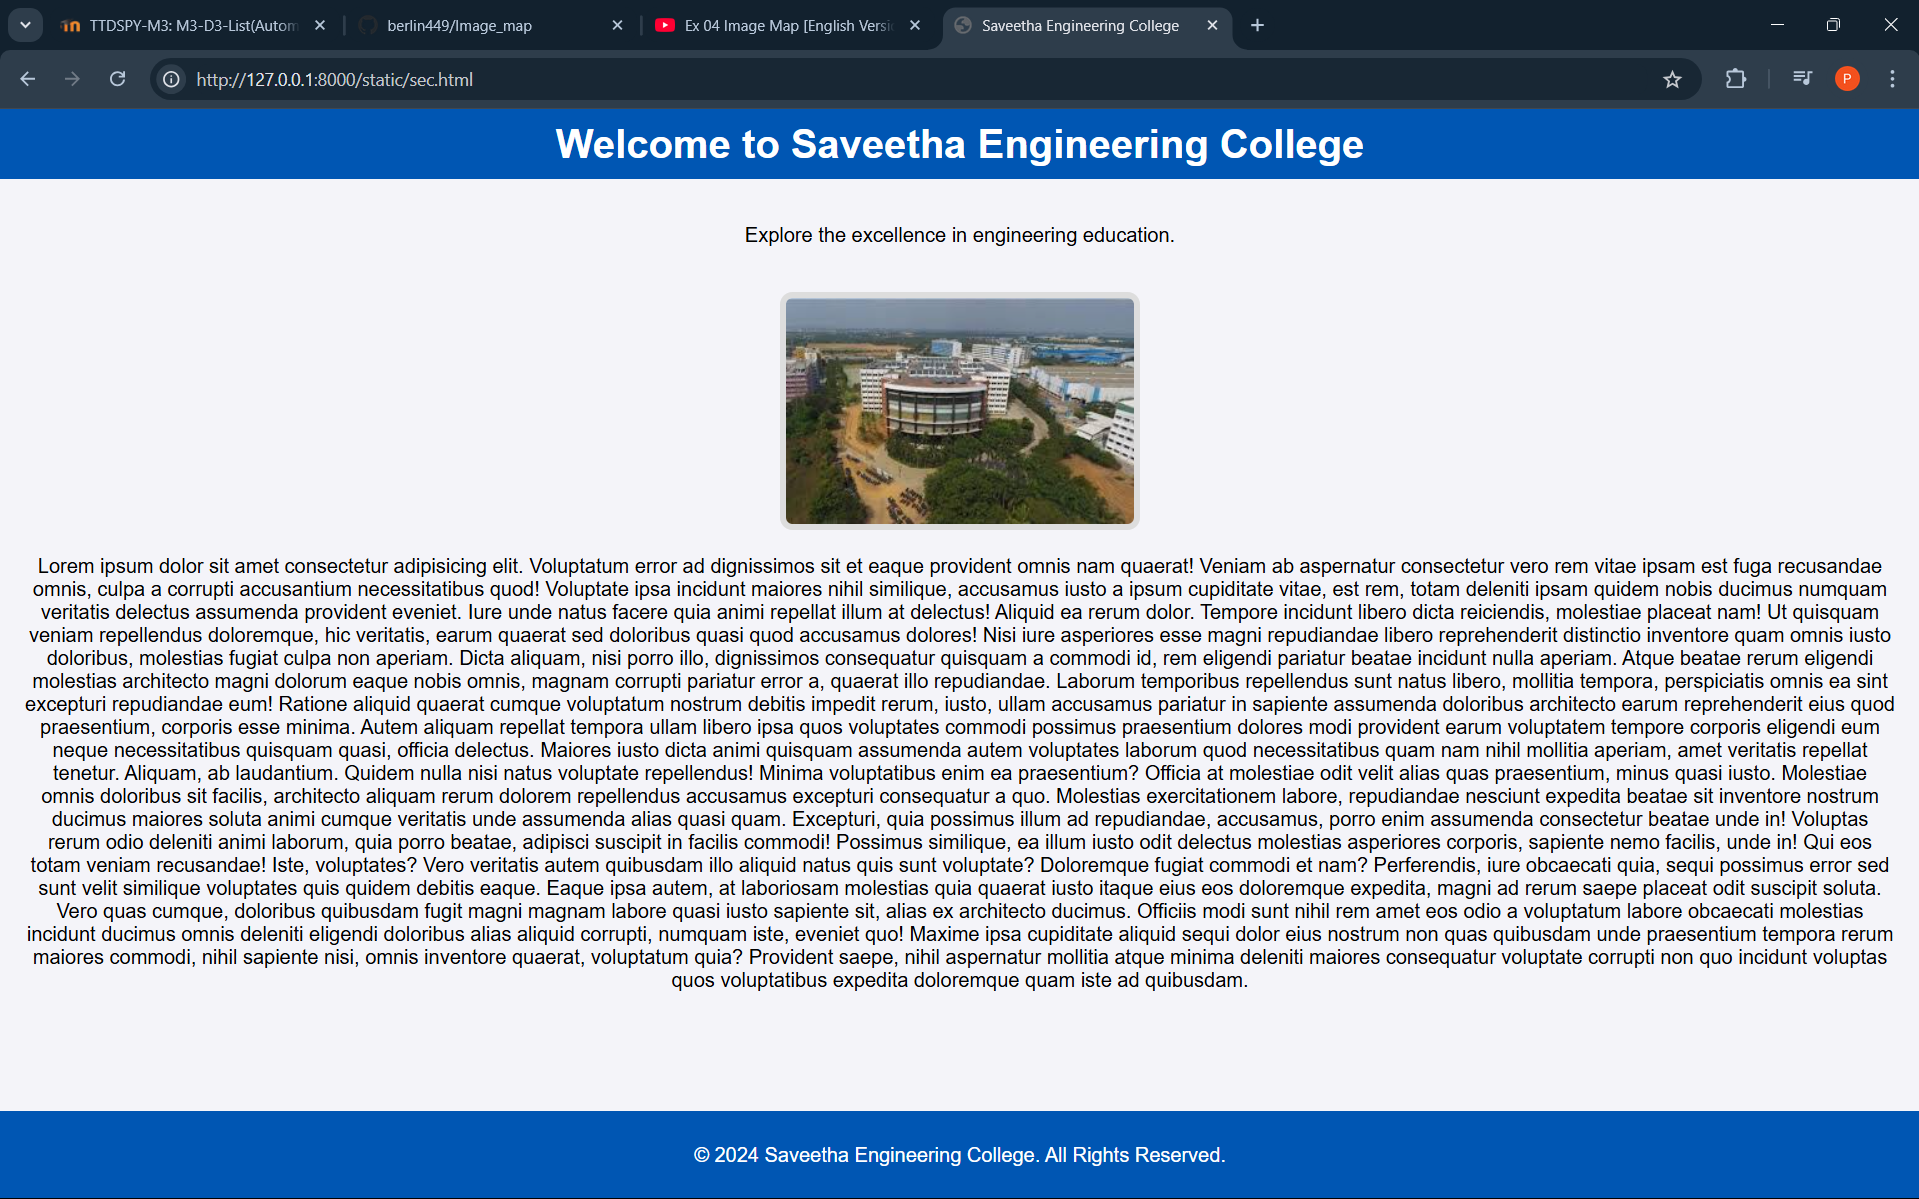 TTDSPY-M3: M3-D3-List(Autom
berlin449/Image_map
Ex 04 Image Map [English Versi
Saveetha Engineering College
http://127.0.0.1:8000/static/sec.html
P
Welcome to Saveetha Engineering College
Explore the excellence in engineering education.
Lorem ipsum dolor sit amet consectetur adipisicing elit. Voluptatum error ad dignissimos sit et eaque provident omnis nam quaerat! Veniam ab aspernatur consectetur vero rem vitae ipsam est fuga recusandae
omnis, culpa a corrupti accusantium necessitatibus quod! Voluptate ipsa incidunt maiores nihil similique, accusamus iusto a ipsum cupiditate vitae, est rem, totam deleniti ipsam quidem nobis ducimus numquam
veritatis delectus assumenda provident eveniet. Iure unde natus facere quia animi repellat illum at delectus! Aliquid ea rerum dolor. Tempore incidunt libero dicta reiciendis, molestiae placeat nam! Ut quisquam
veniam repellendus doloremque, hic veritatis, earum quaerat sed doloribus quasi quod accusamus dolores! Nisi iure asperiores esse magni repudiandae libero reprehenderit distinctio inventore quam omnis iusto
doloribus, molestias fugiat culpa non aperiam. Dicta aliquam, nisi porro illo, dignissimos consequatur quisquam a commodi id, rem eligendi pariatur beatae incidunt nulla aperiam. Atque beatae rerum eligendi
molestias architecto magni dolorum eaque nobis omnis, magnam corrupti pariatur error a, quaerat illo repudiandae. Laborum temporibus repellendus sunt natus libero, mollitia tempora, perspiciatis omnis ea sint
excepturi repudiandae eum! Ratione aliquid quaerat cumque voluptatum nostrum debitis impedit rerum, iusto, ullam accusamus pariatur in sapiente assumenda doloribus architecto earum reprehenderit eius quod
praesentium, corporis esse minima. Autem aliquam repellat tempora ullam libero ipsa quos voluptates commodi possimus praesentium dolores modi provident earum voluptatem tempore corporis eligendi eum
neque necessitatibus quisquam quasi, officia delectus. Maiores iusto dicta animi quisquam assumenda autem voluptates laborum quod necessitatibus quam nam nihil mollitia aperiam, amet veritatis repellat
tenetur. Aliquam, ab laudantium. Quidem nulla nisi natus voluptate repellendus! Minima voluptatibus enim ea praesentium? Officia at molestiae odit velit alias quas praesentium, minus quasi iusto. Molestiae
omnis doloribus sit facilis, architecto aliquam rerum dolorem repellendus accusamus excepturi consequatur a quo. Molestias exercitationem labore, repudiandae nesciunt expedita beatae sit inventore nostrum
ducimus maiores soluta animi cumque veritatis unde assumenda alias quasi quam. Excepturi, quia possimus illum ad repudiandae, accusamus, porro enim assumenda consectetur beatae unde in! Voluptas
rerum odio deleniti animi laborum, quia porro beatae, adipisci suscipit in facilis commodi! Possimus similique, ea illum iusto odit delectus molestias asperiores corporis, sapiente nemo facilis, unde in! Qui eos
totam veniam recusandae! Iste, voluptates? Vero veritatis autem quibusdam illo aliquid natus quis sunt voluptate? Doloremque fugiat commodi et nam? Perferendis, iure obcaecati quia, sequi possimus error sed
sunt velit similique voluptates quis quidem debitis eaque. Eaque ipsa autem, at laboriosam molestias quia quaerat iusto itaque eius eos doloremque expedita, magni ad rerum saepe placeat odit suscipit soluta.
Vero quas cumque, doloribus quibusdam fugit magni magnam labore quasi iusto sapiente sit, alias ex architecto ducimus. Officiis modi sunt nihil rem amet eos odio a voluptatum labore obcaecati molestias
incidunt ducimus omnis deleniti eligendi doloribus alias aliquid corrupti, numquam iste, eveniet quo! Maxime ipsa cupiditate aliquid sequi dolor eius nostrum non quas quibusdam unde praesentium tempora rerum
maiores commodi, nihil sapiente nisi, omnis inventore quaerat, voluptatum quia? Provident saepe, nihil aspernatur mollitia atque minima deleniti maiores consequatur voluptate corrupti non quo incidunt voluptas
quos voluptatibus expedita doloremque quam iste ad quibusdam.
© 2024 Saveetha Engineering College. All Rights Reserved.